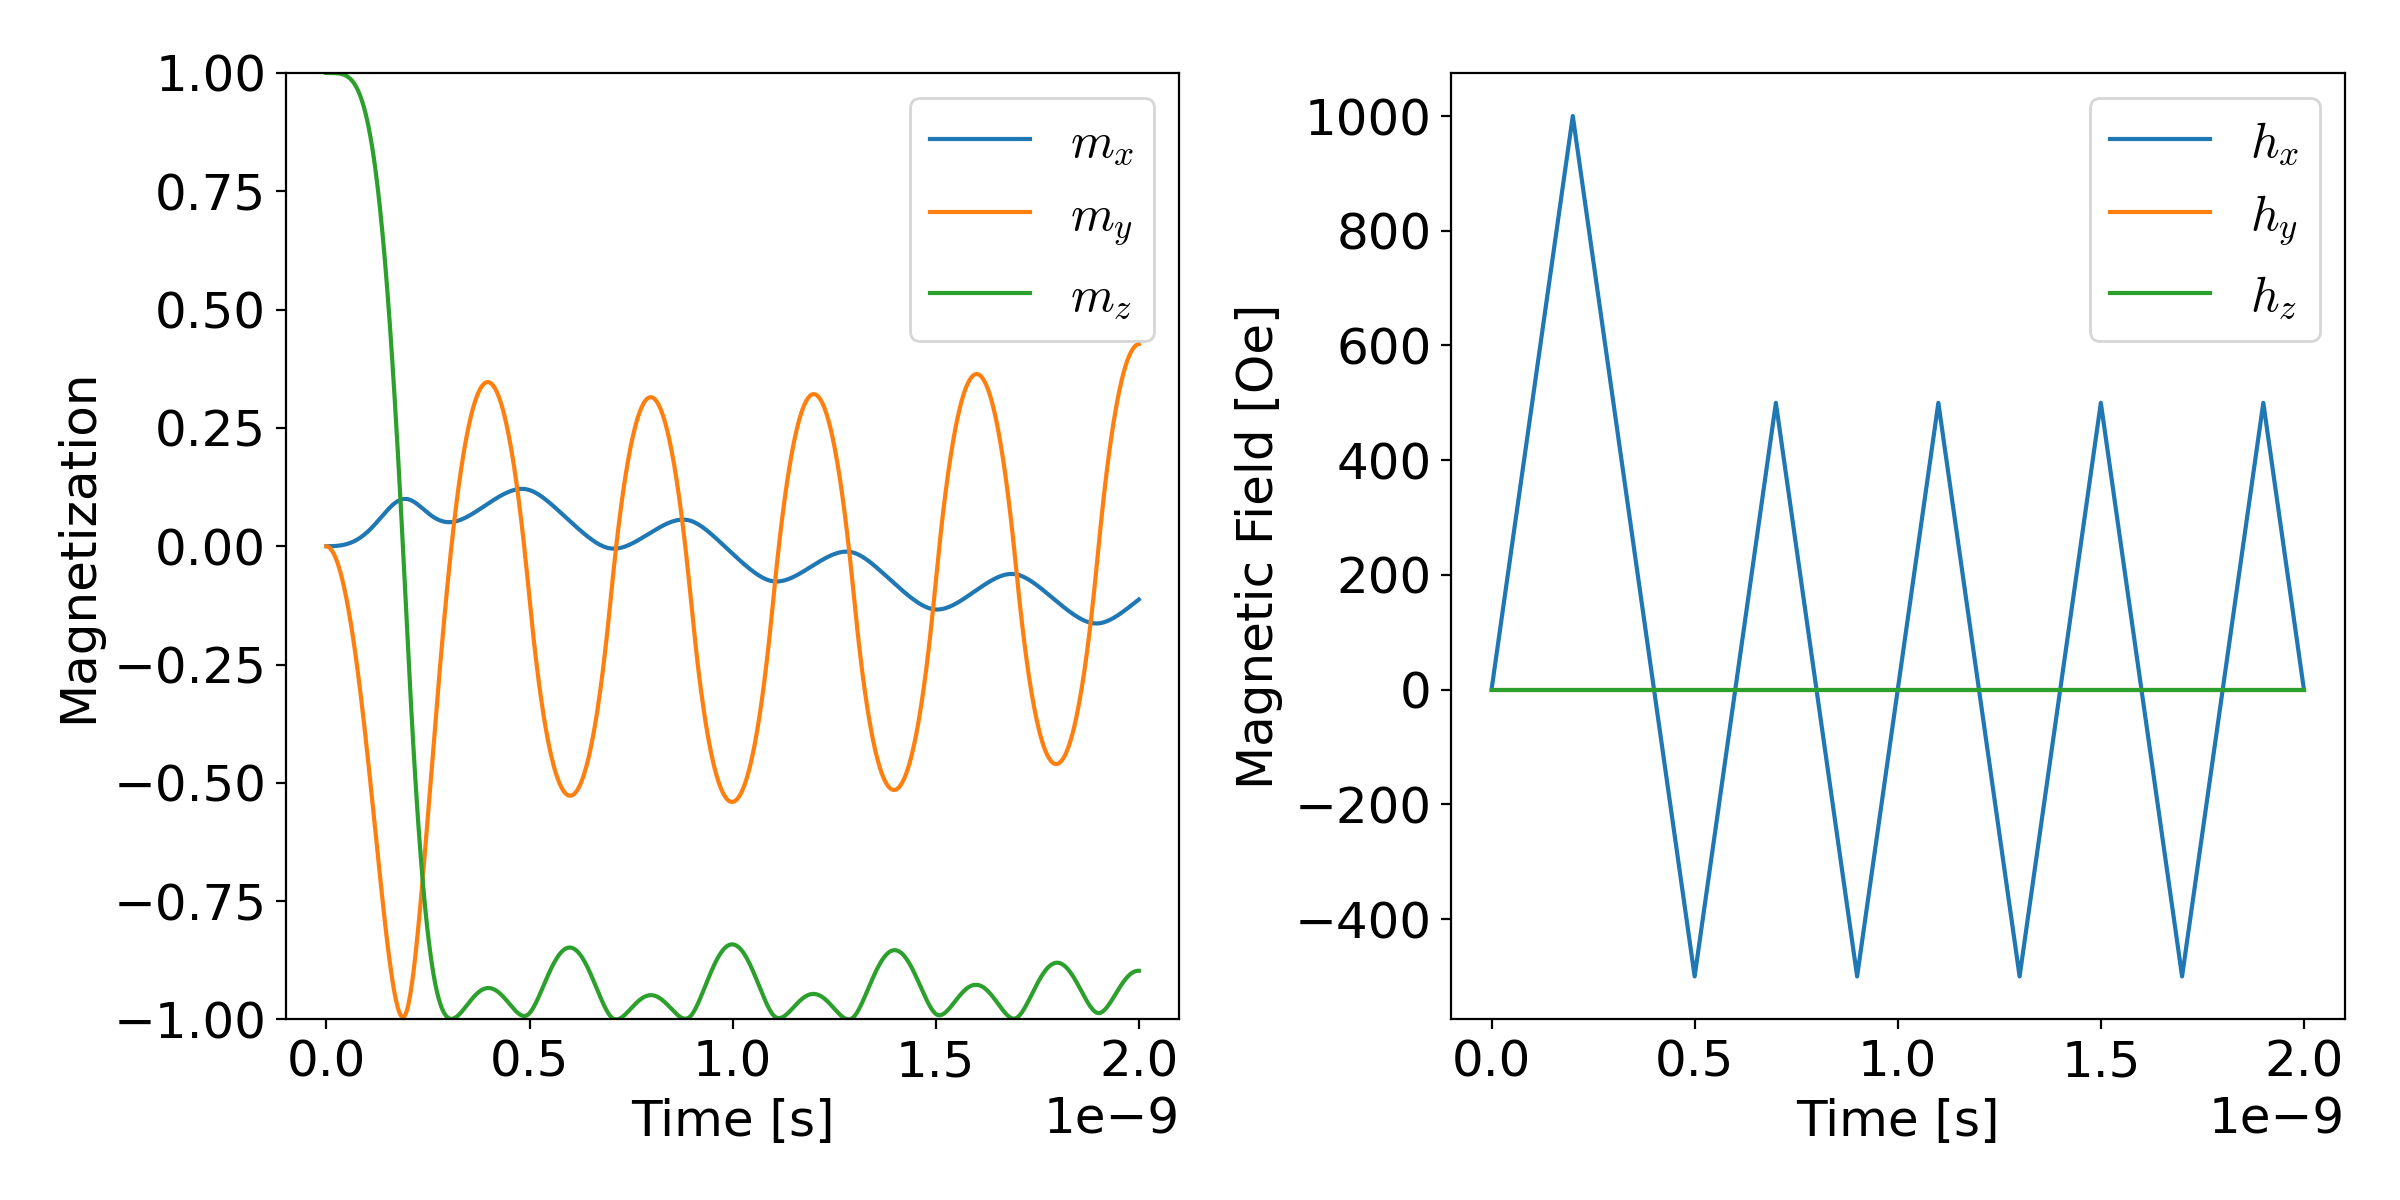 1.00
0.75
0.50
0.25
0.00
−0.25
−0.50
−0.75
−1.00
Magnetization
0.0 0.5 1.0 1.5 2.0
Time [s]
1e−9
m_x
m_y
m_z
1000
800
600
400
200
0
−200
−400
Magnetic Field [Oe]
0.0 0.5 1.0 1.5 2.0
Time [s]
1e−9
h_x
h_y
h_z